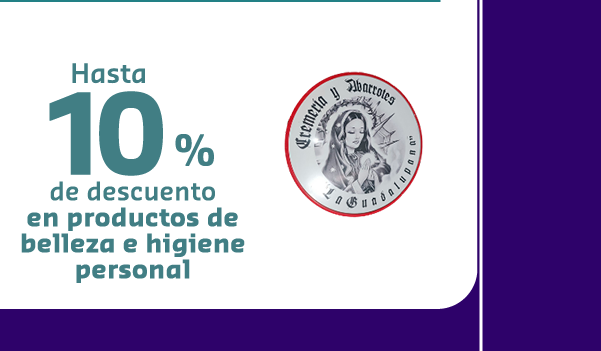 Hasta
10 %
de descuento
en productos de
belleza e higiene
personal
Cremería y Abarrotes
"La Guadalupana"